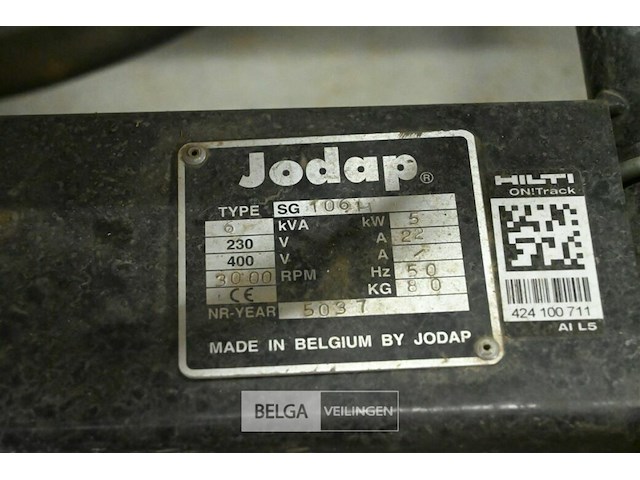 Jodap®
TYPE SG 1061
6 kVA kW 5
230 V A 22
400 V A /
3000 RPM Hz 50
CE KG 80
NR-YEAR 5037
MADE IN BELGIUM BY JODAP
HILTI
ON!Track
424 100 711
AI L5
BELGA VEILINGEN